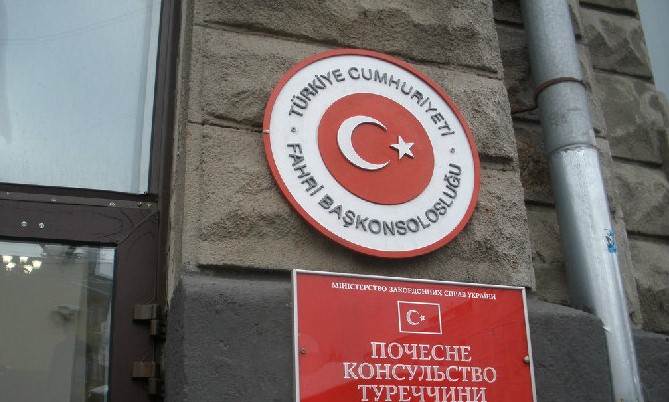 TÜRKİYE CUMHURİYETİ
FAHRİ BAŞKONSOLOSLUĞU
МІНІСТЕРСТВО ЗАКОРДОННИХ СПРАВ УКРАЇНИ
ПОЧЕСНЕ
КОНСУЛЬСТВО
ТУРЕЧЧИНИ